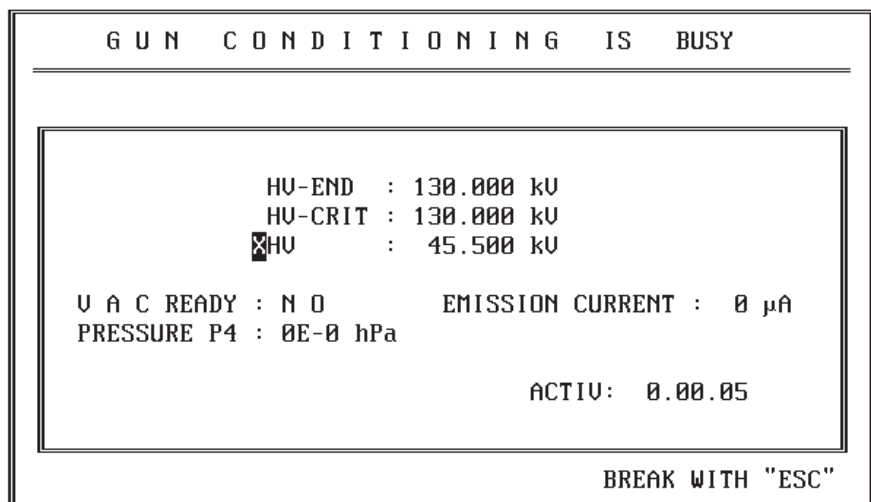 G U N   C O N D I T I O N I N G   IS   BUSY
HV-END : 130.000 kV
HV-CRIT : 130.000 kV
XHV : 45.500 kV
V A C READY : N O   EMISSION CURRENT : 0 µA
PRESSURE P4 : 0E-0 hPa
ACTIV: 0.00.05
BREAK WITH "ESC"